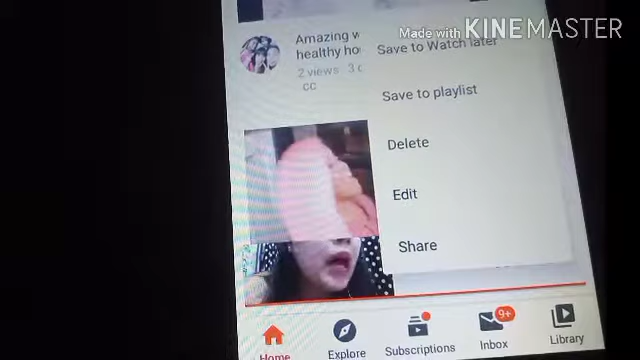 Made with KINEMASTER
Amazing w
healthy ho
2 views · 3
CC
Save to Watch later
Save to playlist
Delete
Edit
Share
Home
Explore
Subscriptions
9+
Inbox
Library